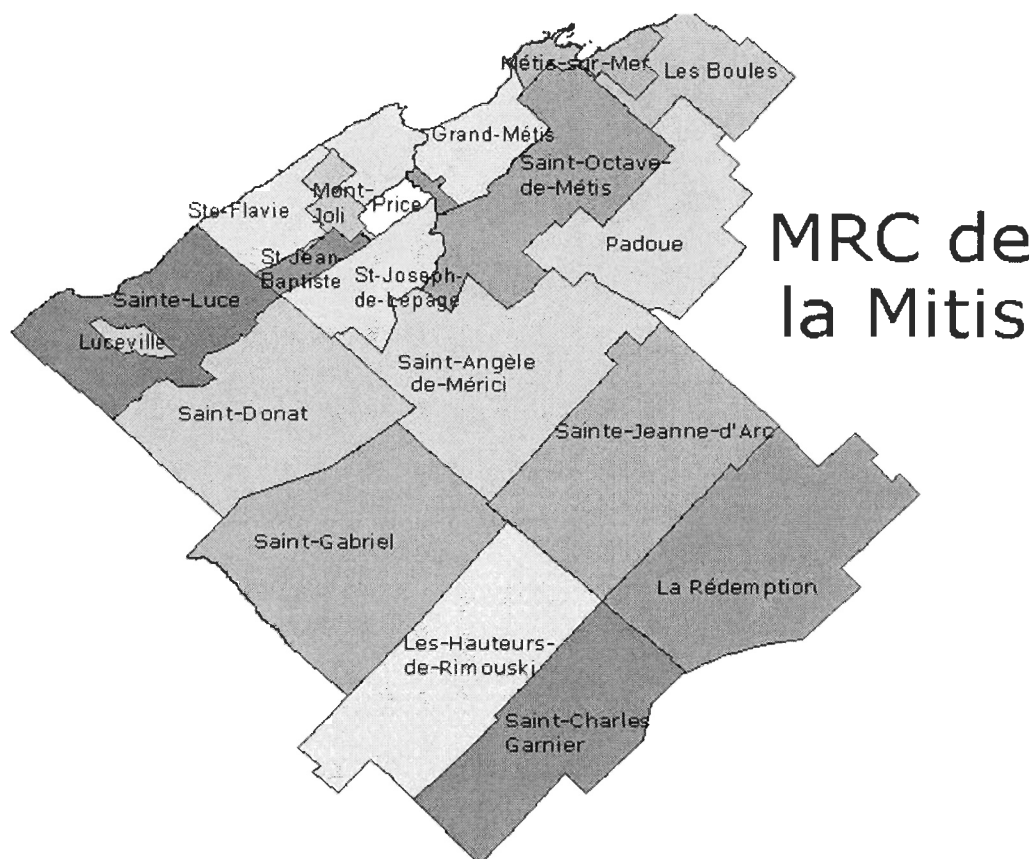 Métis-sur-Mer
Les Boules
Grand-Métis
Saint-Octave-
de-Métis
Mont-
Joli
Price
Ste-Flavie
Padoue
MRC de
la Mitis
St-Jean-
Baptiste
St-Joseph-
de-Lepage
Sainte-Luce
Luceville
Saint-Angèle
de-Mérici
Saint-Donat
Sainte-Jeanne-d'Arc
Saint-Gabriel
La Rédemption
Les-Hauteurs-
de-Rimouski
Saint-Charles
Garnier